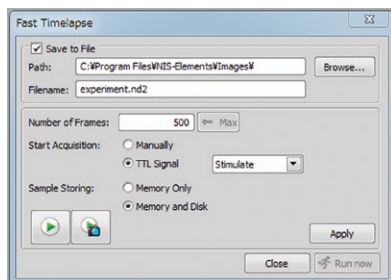 Fast Timelapse
Save to File
Path: C:¥Program Files¥NIS-Elements¥Images¥ Browse...
Filename: experiment.nd2
Number of Frames: 500 Max
Start Acquisition: Manually
TTL Signal Stimulate
Sample Storing: Memory Only
Memory and Disk
Apply
Close Run now